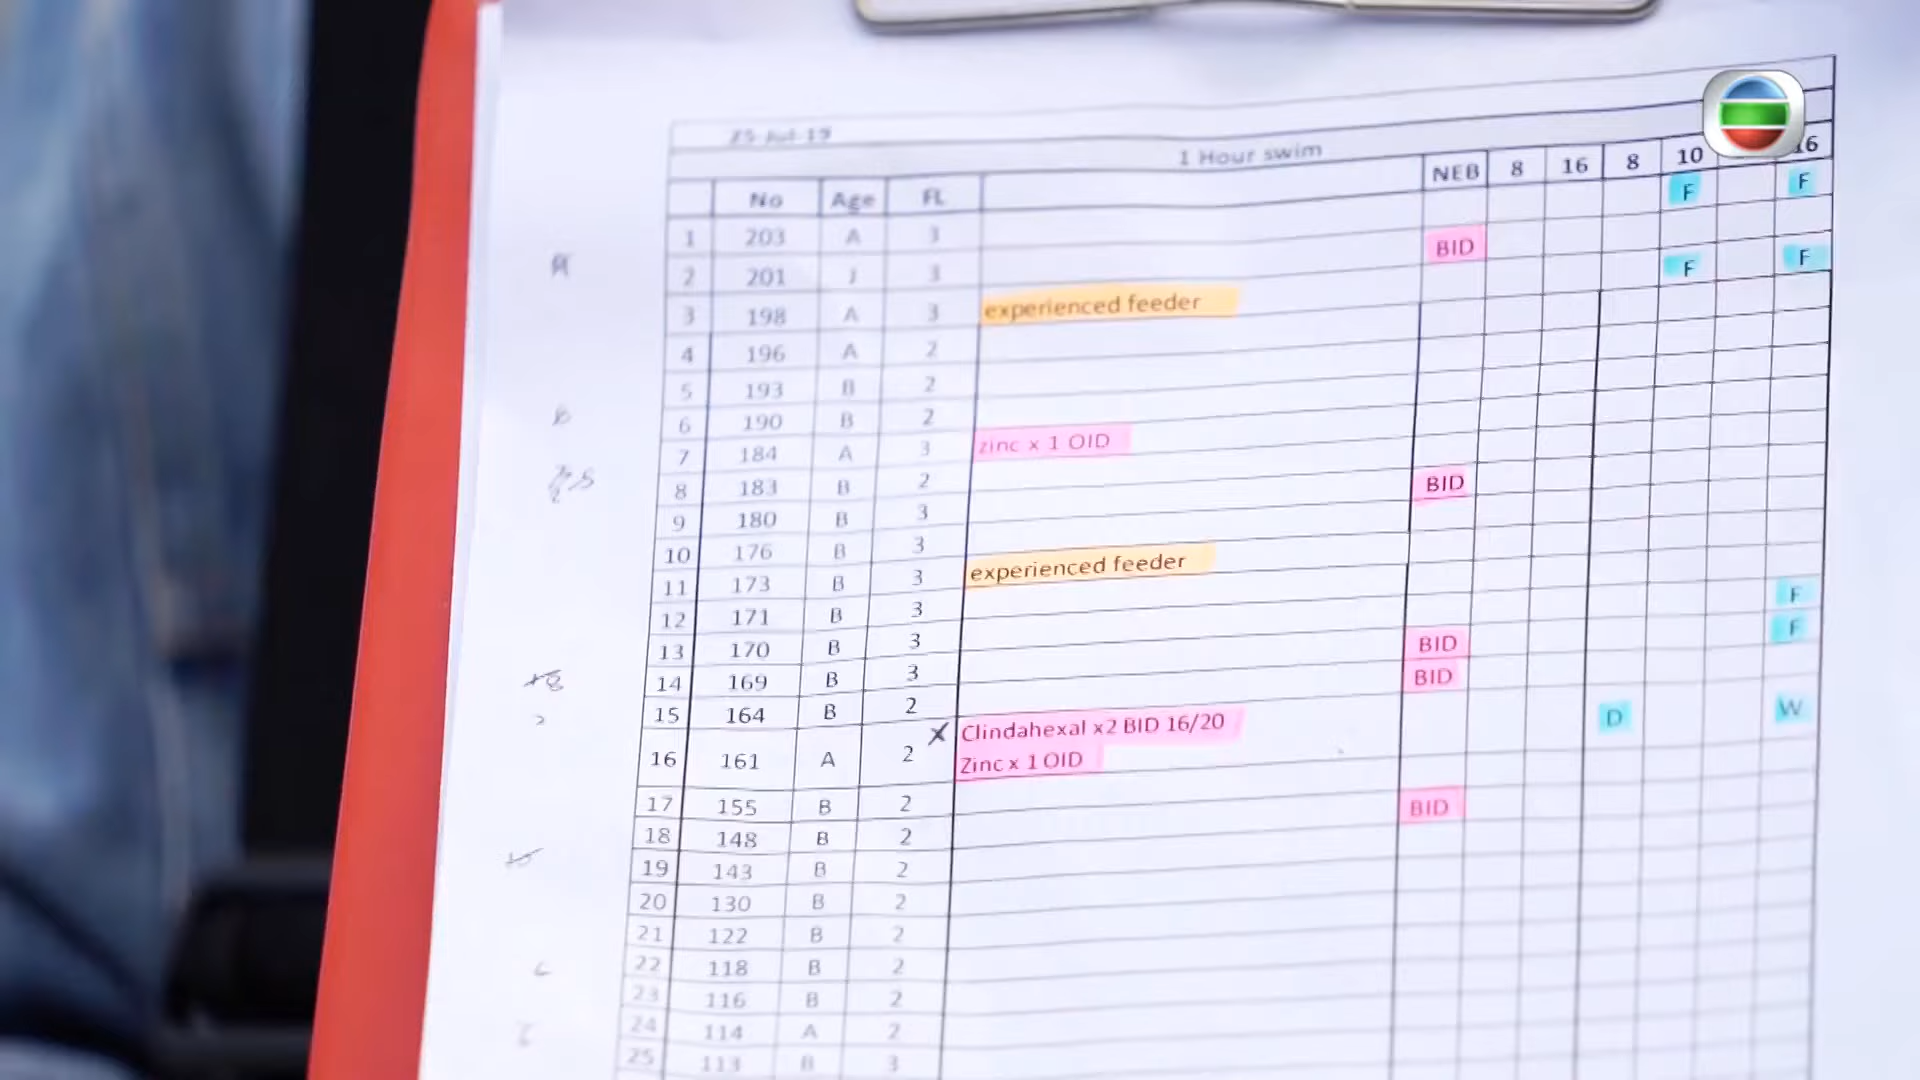 25-Jul-19
1 Hour swim
No Age FL NEB 8 16 8 10 16
1 203 A 3 F F
2 201 J 3 BID
3 198 A 3 experienced feeder F F
4 196 A 2
5 193 B 2
6 190 B 2
7 184 A 3 zinc x 1 OID
8 183 B 2
9 180 B 3 BID
10 176 B 3
11 173 B 3 experienced feeder
12 171 B 3
13 170 B 3 F
14 169 B 3 BID F
15 164 B 2 BID
16 161 A 2 X Clindahexal x2 BID 16/20 D W
Zinc x 1 OID
17 155 B 2
18 148 B 2 BID
19 143 B 2
20 130 B 2
21 122 B 2
22 118 B 2
23 116 B 2
24 114 A 2
25 113 B 3